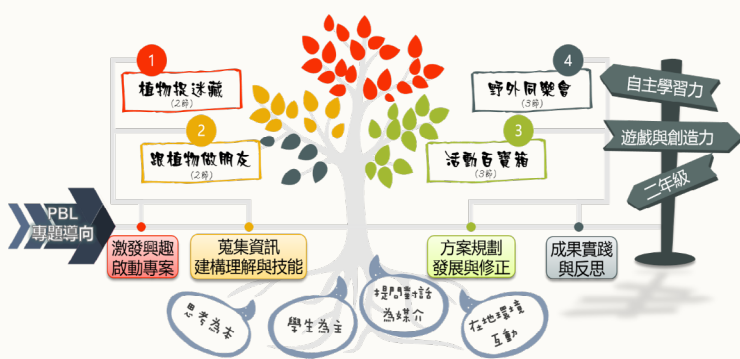 1
植物捉迷藏
(2節)
2
跟植物做朋友
(2節)
4
野外同樂會
(3節)
3
活動百寶箱
(3節)
自主學習力
遊戲與創造力
二年級
PBL
專題導向
激發興趣
啟動專案
蒐集資訊
建構理解與技能
方案規劃
發展與修正
成果實踐
與反思
思考為本
學生為主
提問對話
為媒介
在地環境
互動